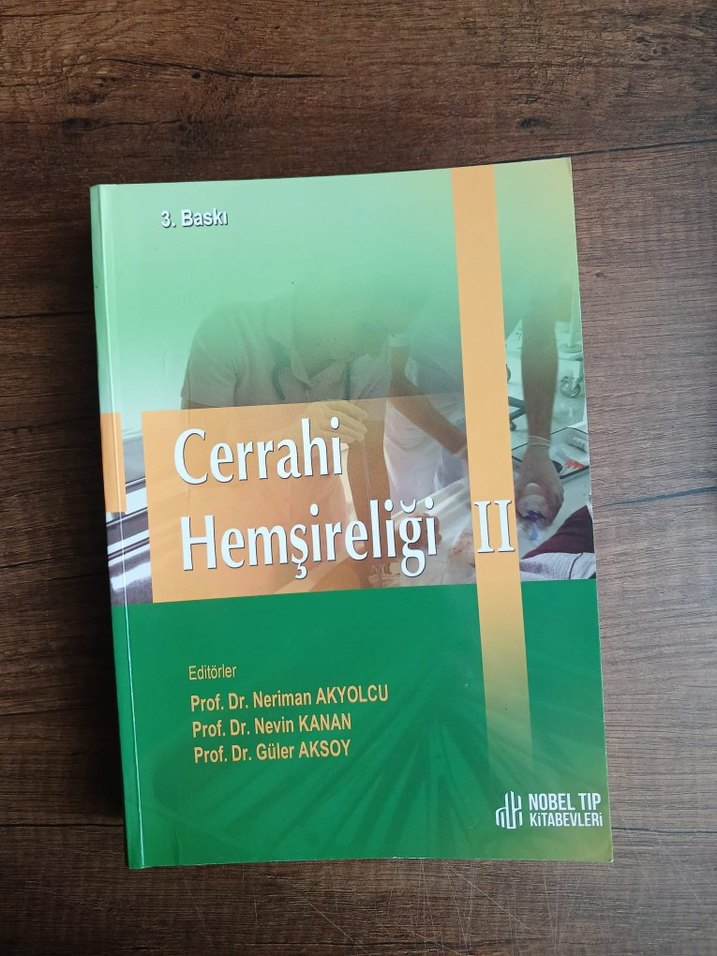 3. Baskı
Cerrahi
Hemşireliği II
Editörler
Prof. Dr. Neriman AKYOLCU
Prof. Dr. Nevin KANAN
Prof. Dr. Güler AKSOY
NOBEL TIP
KİTABEVLERİ